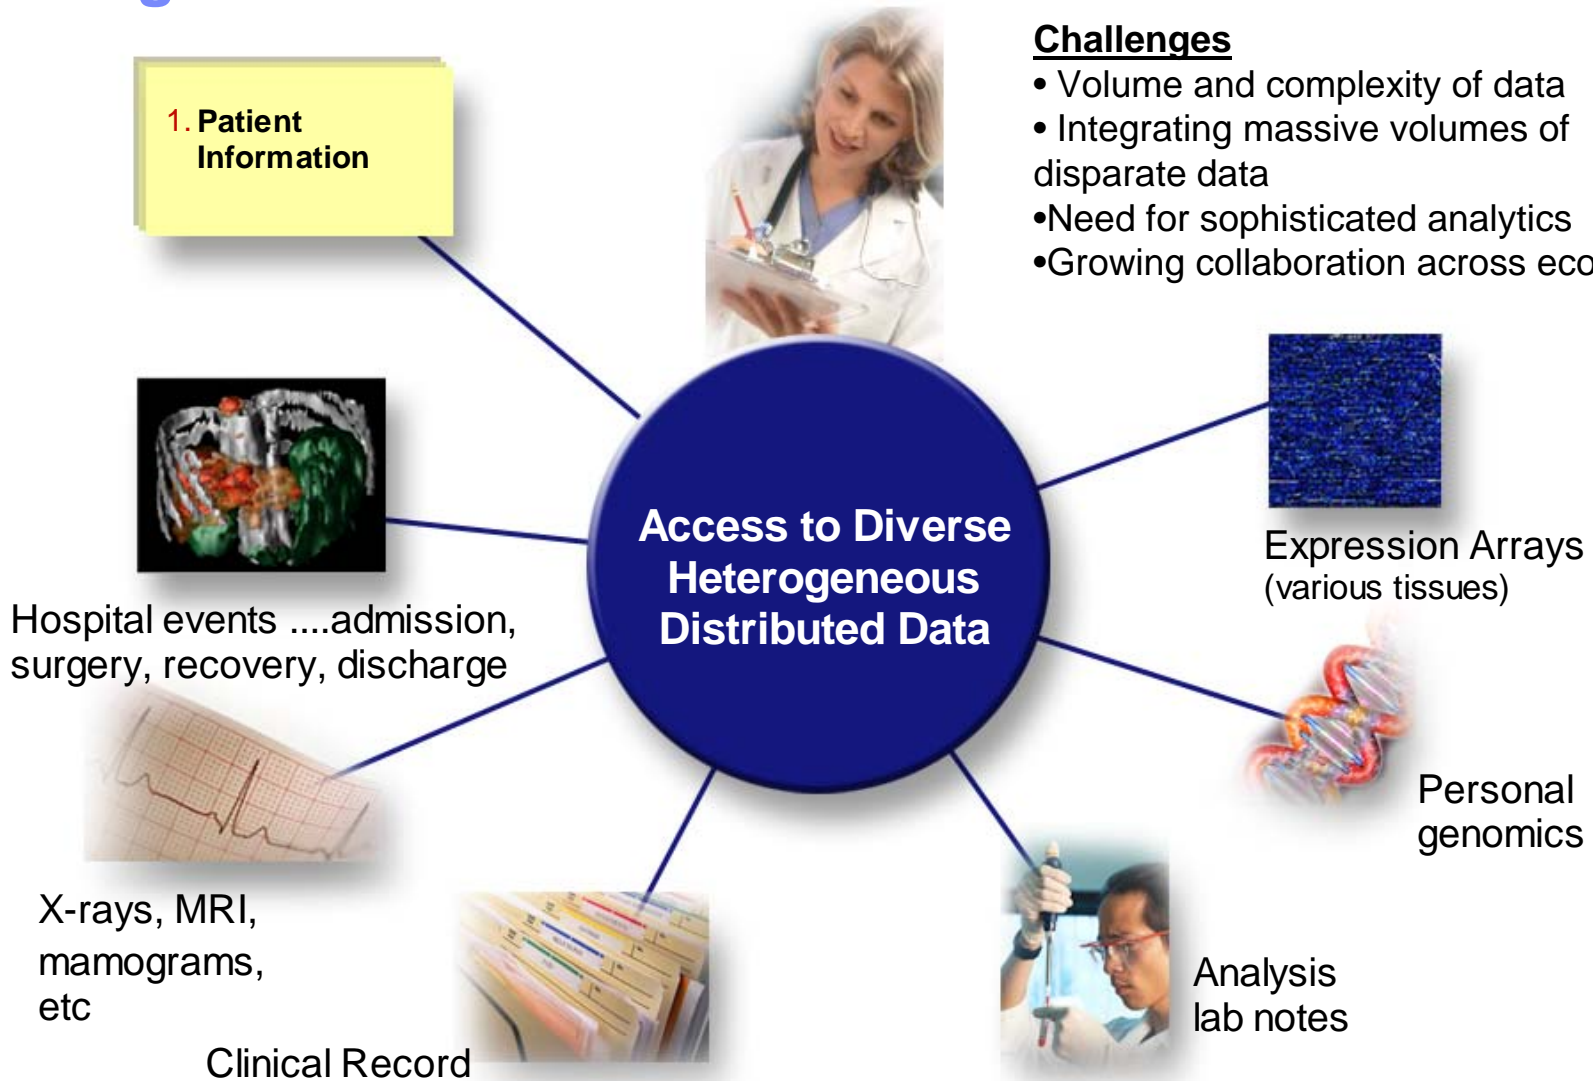 Challenges
• Volume and complexity of data
• Integrating massive volumes of
disparate data
•Need for sophisticated analytics
•Growing collaboration across eco
1. Patient
Information
Access to Diverse
Heterogeneous
Distributed Data
Expression Arrays
(various tissues)
Hospital events ....admission,
surgery, recovery, discharge
Personal
genomics
X-rays, MRI,
mamograms,
etc
Analysis
lab notes
Clinical Record